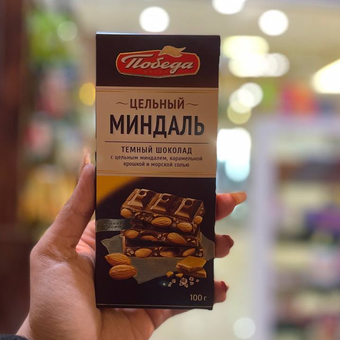 Победа
ЦЕЛЬНЫЙ
МИНДАЛЬ
ТЕМНЫЙ ШОКОЛАД
с цельным миндалем, карамельной
крошкой и морской солью
100 г